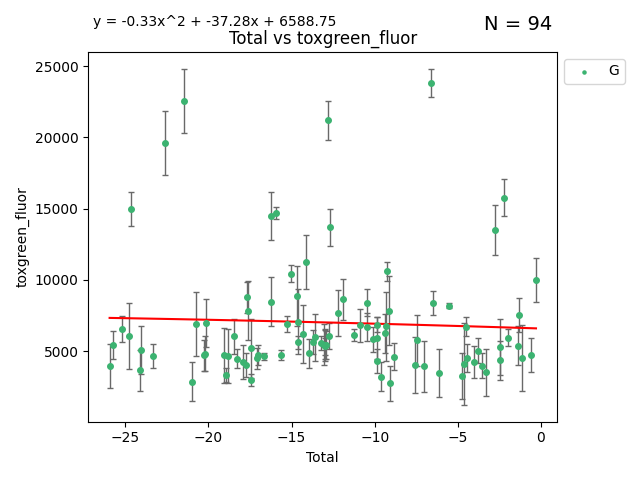 y = -0.33x^2 + -37.28x + 6588.75
N = 94
Total vs toxgreen_fluor
G
25000
20000
15000
10000
5000
toxgreen_fluor
−25 −20 −15 −10 −5 0
Total